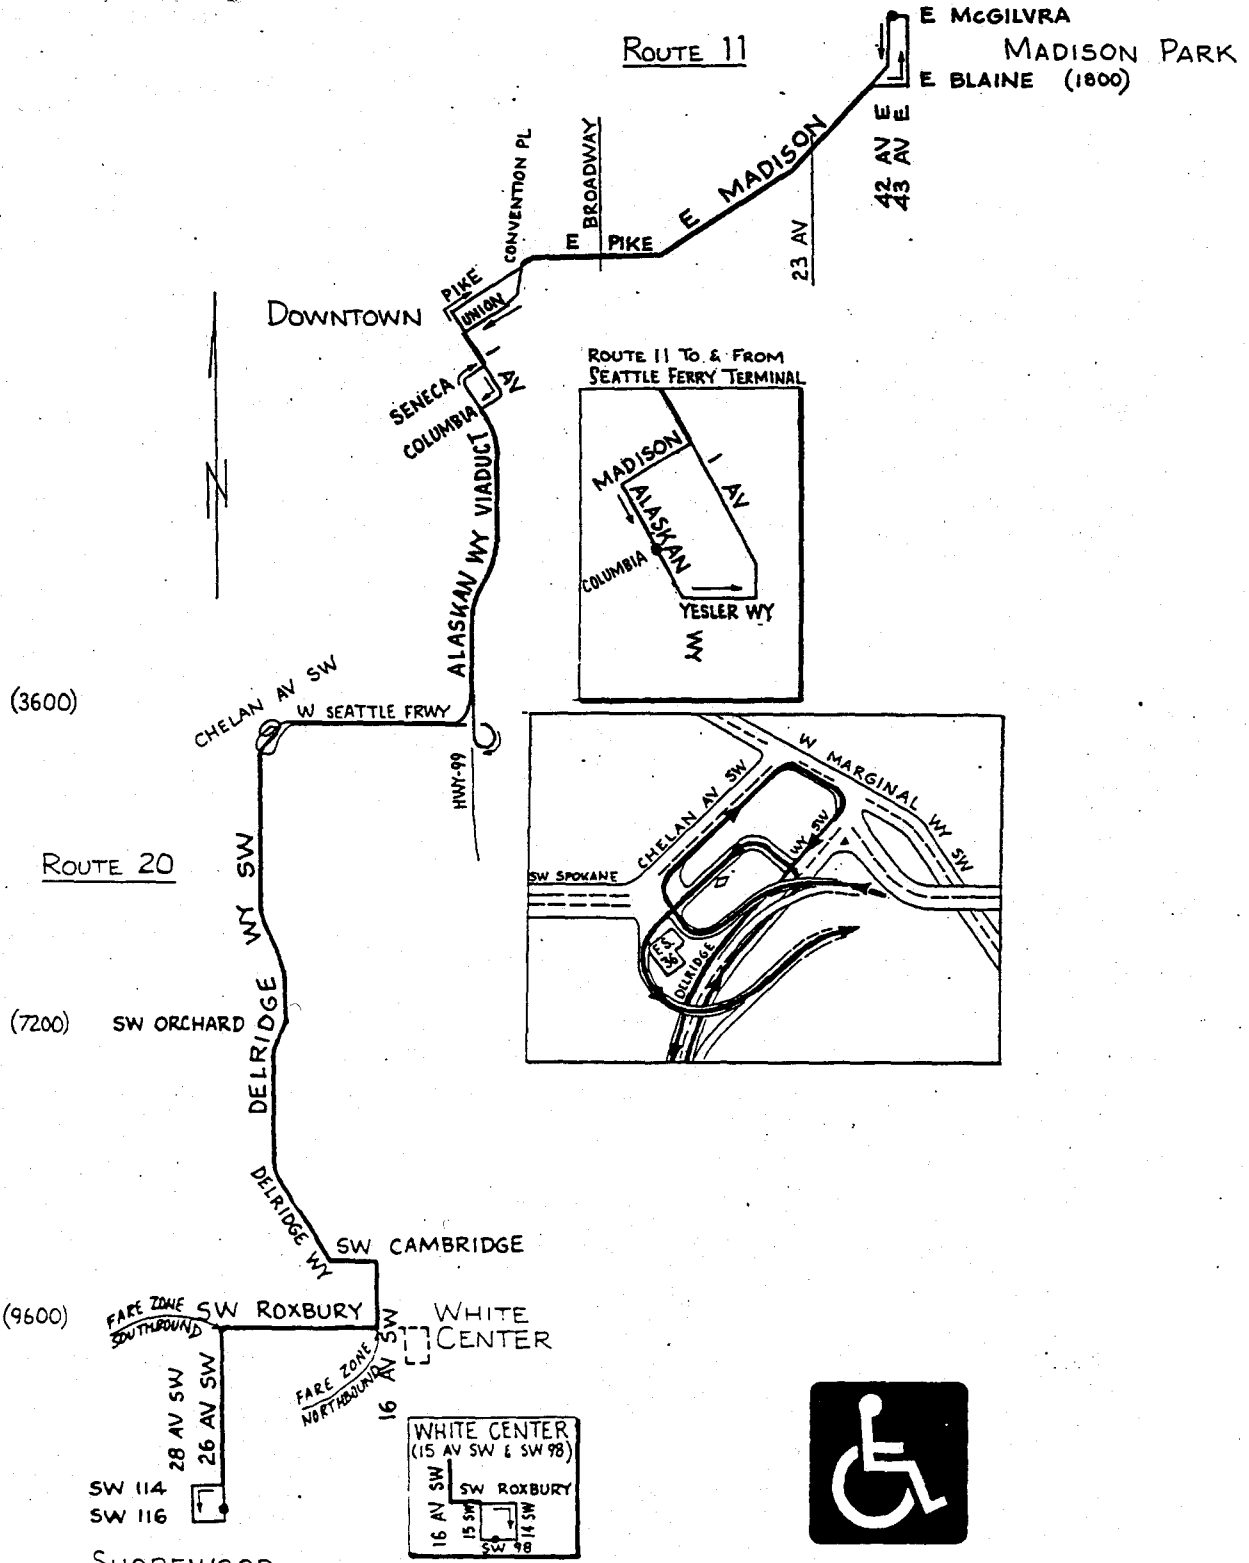 E McGILVRA
ROUTE 11
MADISON PARK
E BLAINE (1800)
42 AV E
43 AV E
E MADISON
23 AV
BROADWAY
CONVENTION PL
E PIKE
PIKE
UNION
DOWNTOWN
1 AV
SENECA
COLUMBIA
ALASKAN WY VIADUCT
N
ROUTE 11 TO & FROM
SEATTLE FERRY TERMINAL
MADISON
1 AV
ALASKAN
COLUMBIA
YESLER WY
WY
(3600)
CHELAN AV SW
W SEATTLE FRWY
HWY-99
W MARGINAL WY SW
CHELAN AV SW
WY SW
SW SPOKANE
DELRIDGE
ROUTE 20
DELRIDGE WY SW
(7200)
SW ORCHARD
DELRIDGE WY
SW CAMBRIDGE
(9600)
FARE ZONE
SOUTHBOUND
SW ROXBURY
WHITE
CENTER
16 AV SW
FARE ZONE
NORTHBOUND
28 AV SW
26 AV SW
SW 114
SW 116
SHOREWOOD
WHITE CENTER
(15 AV SW & SW 98)
16 AV SW
SW ROXBURY
15 SW
14 SW
SW 98